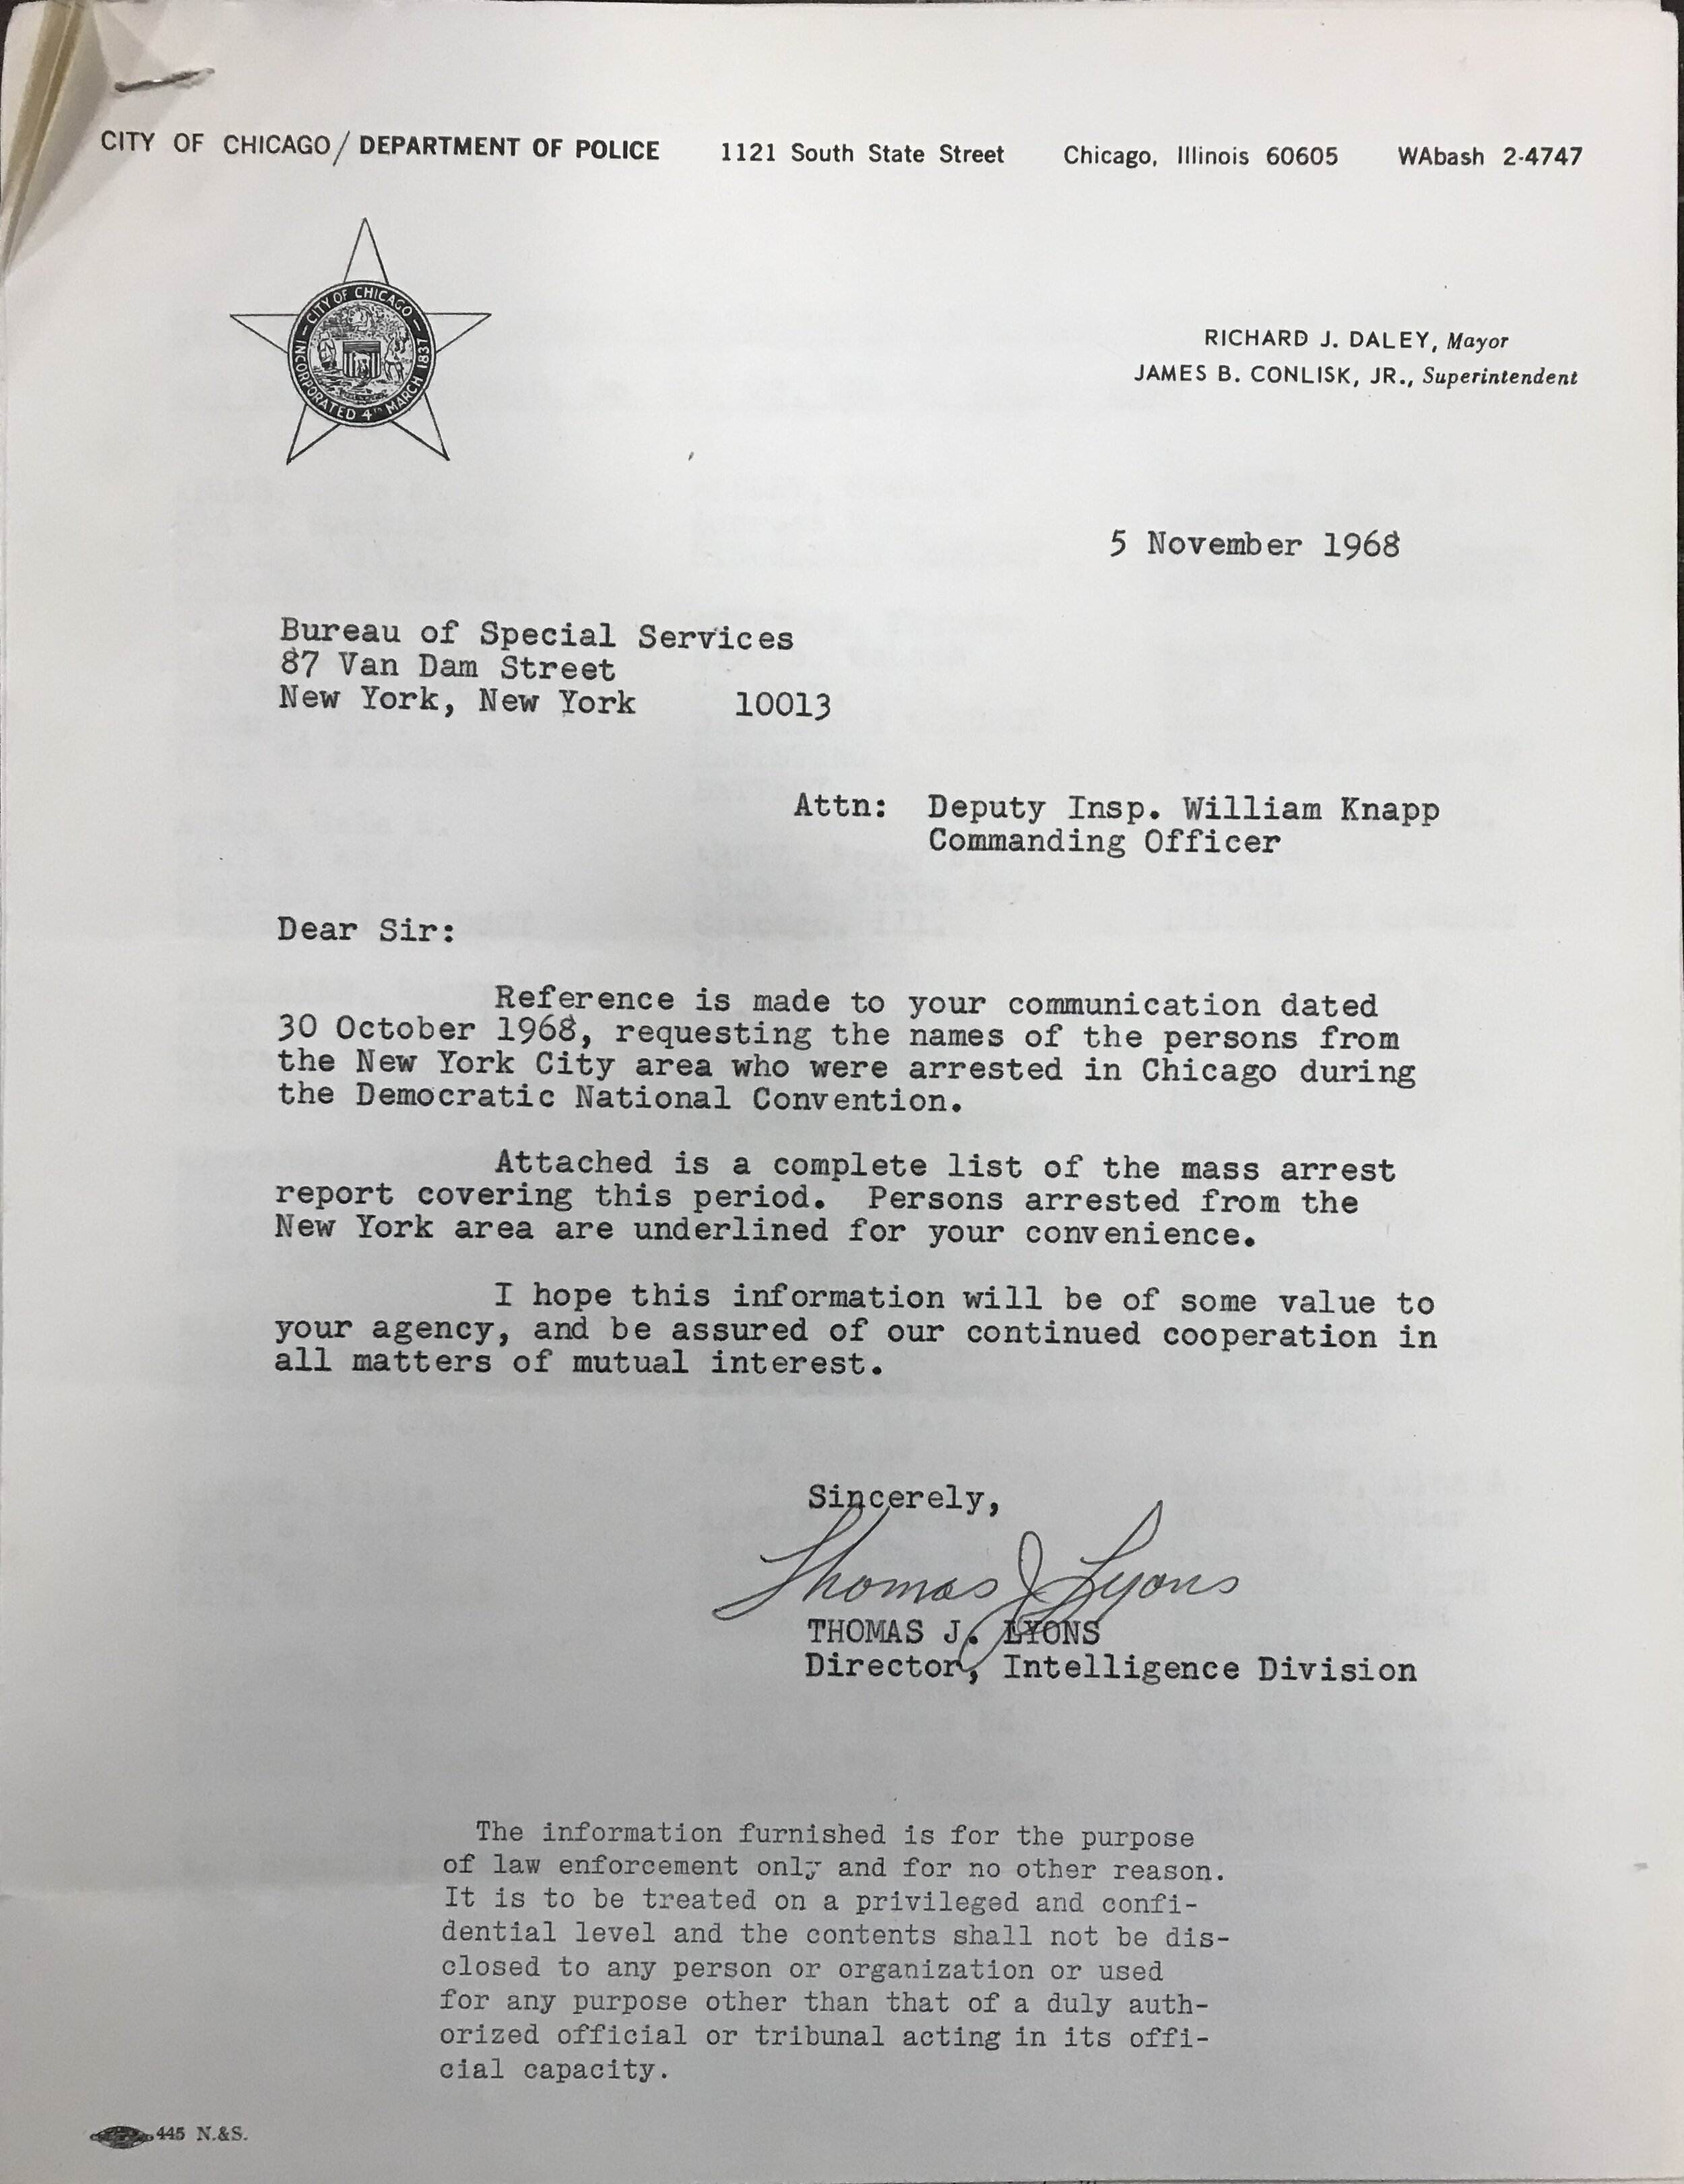 CITY OF CHICAGO / DEPARTMENT OF POLICE 1121 South State Street Chicago, Illinois 60605 WAbash 2-4747
CITY OF CHICAGO
INCORPORATED 4TH MARCH 1837
RICHARD J. DALEY, Mayor
JAMES B. CONLISK, JR., Superintendent
5 November 1968
Bureau of Special Services
87 Van Dam Street
New York, New York 10013
Attn: Deputy Insp. William Knapp
Commanding Officer
Dear Sir:
Reference is made to your communication dated
30 October 1968, requesting the names of the persons from
the New York City area who were arrested in Chicago during
the Democratic National Convention.
Attached is a complete list of the mass arrest
report covering this period. Persons arrested from the
New York area are underlined for your convenience.
I hope this information will be of some value to
your agency, and be assured of our continued cooperation in
all matters of mutual interest.
Sincerely,
Thomas J Lyons
THOMAS J. LYONS
Director, Intelligence Division
The information furnished is for the purpose
of law enforcement only and for no other reason.
It is to be treated on a privileged and confi-
dential level and the contents shall not be dis-
closed to any person or organization or used
for any purpose other than that of a duly auth-
orized official or tribunal acting in its offi-
cial capacity.
445 N.&S.